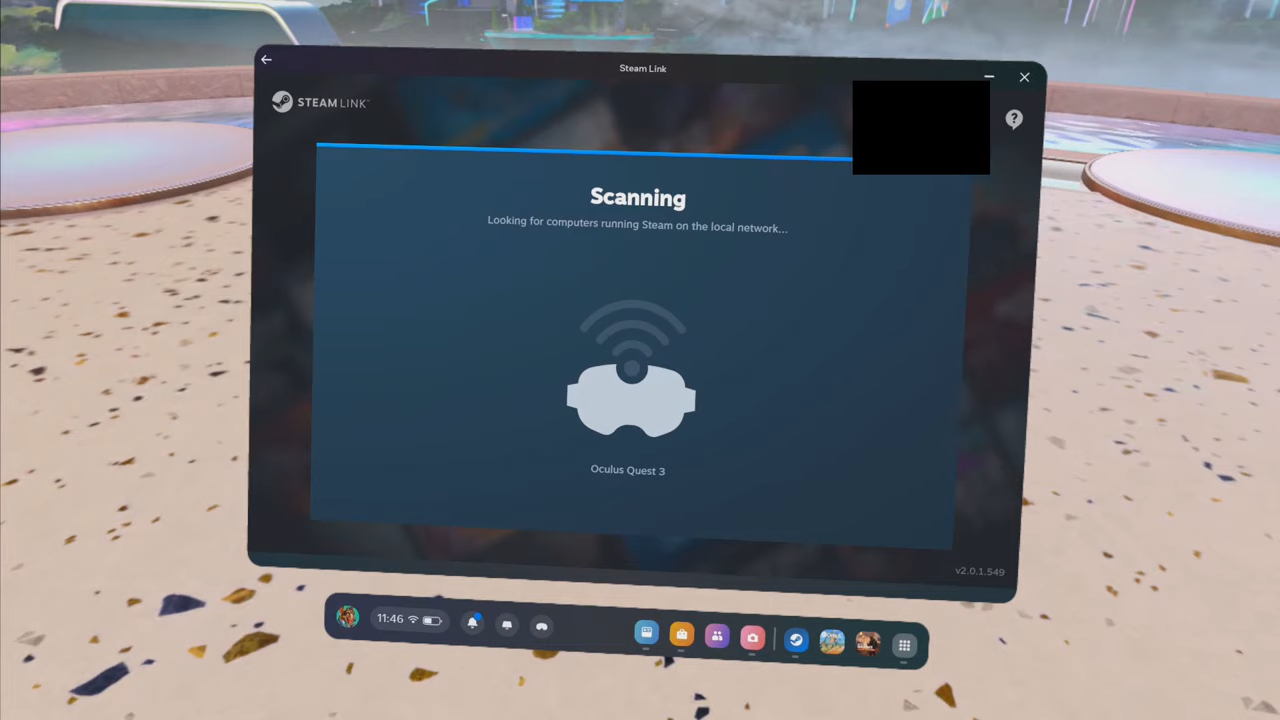 Steam Link
STEAM LINK™
?
Scanning
Looking for computers running Steam on the local network...
Oculus Quest 3
v2.0.1.549
11:46